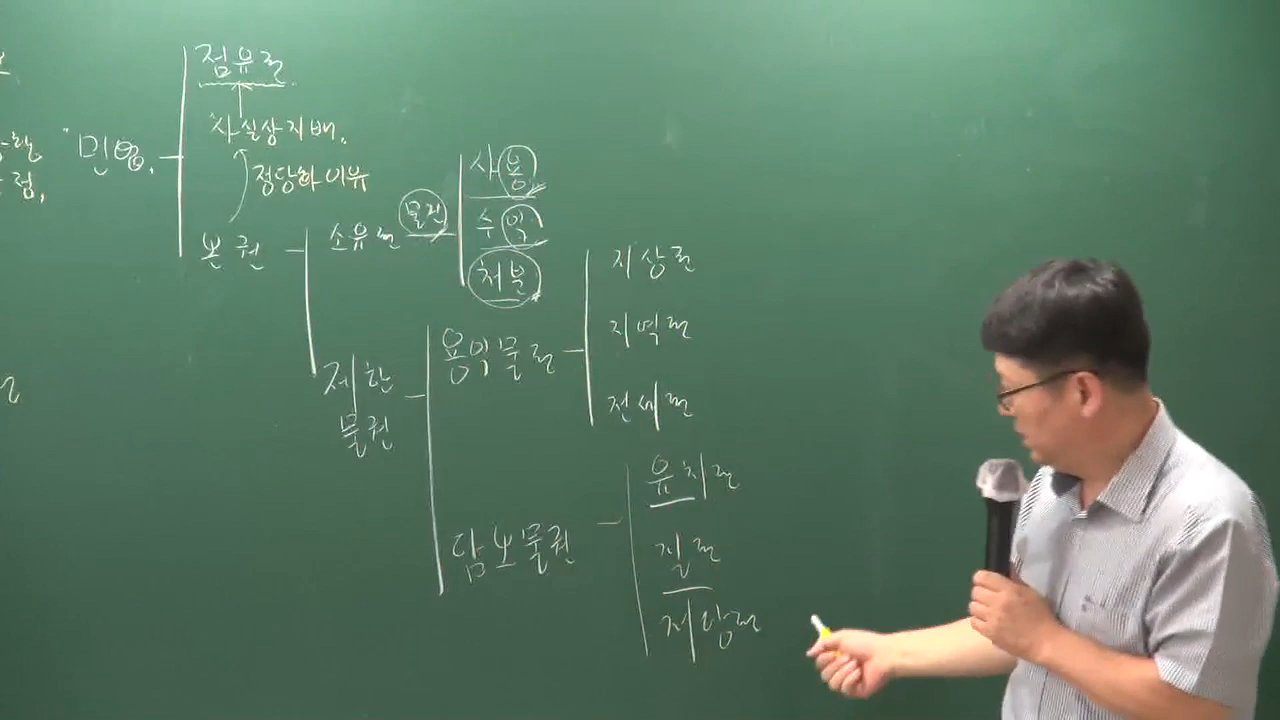 점유권
사실상 지배.
정당한 이유
본권
소유권
물건
사용
수익
처분
제한
물권
용익물권
지상권
지역권
전세권
담보물권
유치권
질권
저당권